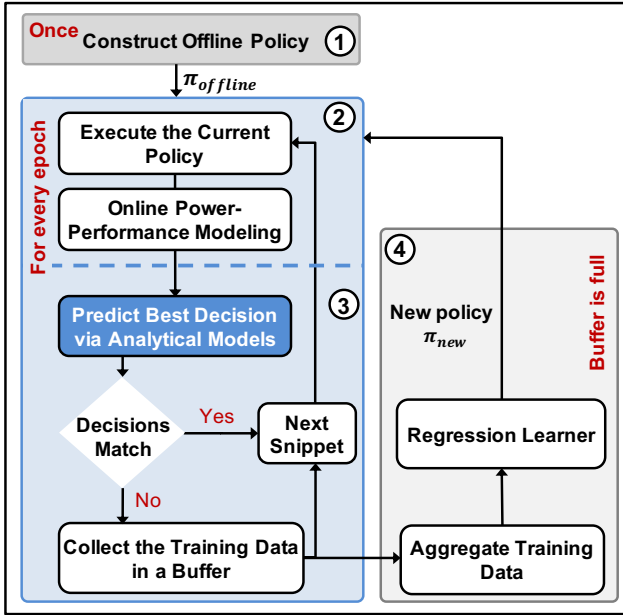 Once
Construct Offline Policy
1
π_offline
For every epoch
2
Execute the Current
Policy
Online Power-
Performance Modeling
3
Predict Best Decision
via Analytical Models
Decisions
Match
Yes
No
Next
Snippet
Collect the Training Data
in a Buffer
4
Buffer is full
New policy
π_new
Regression Learner
Aggregate Training
Data